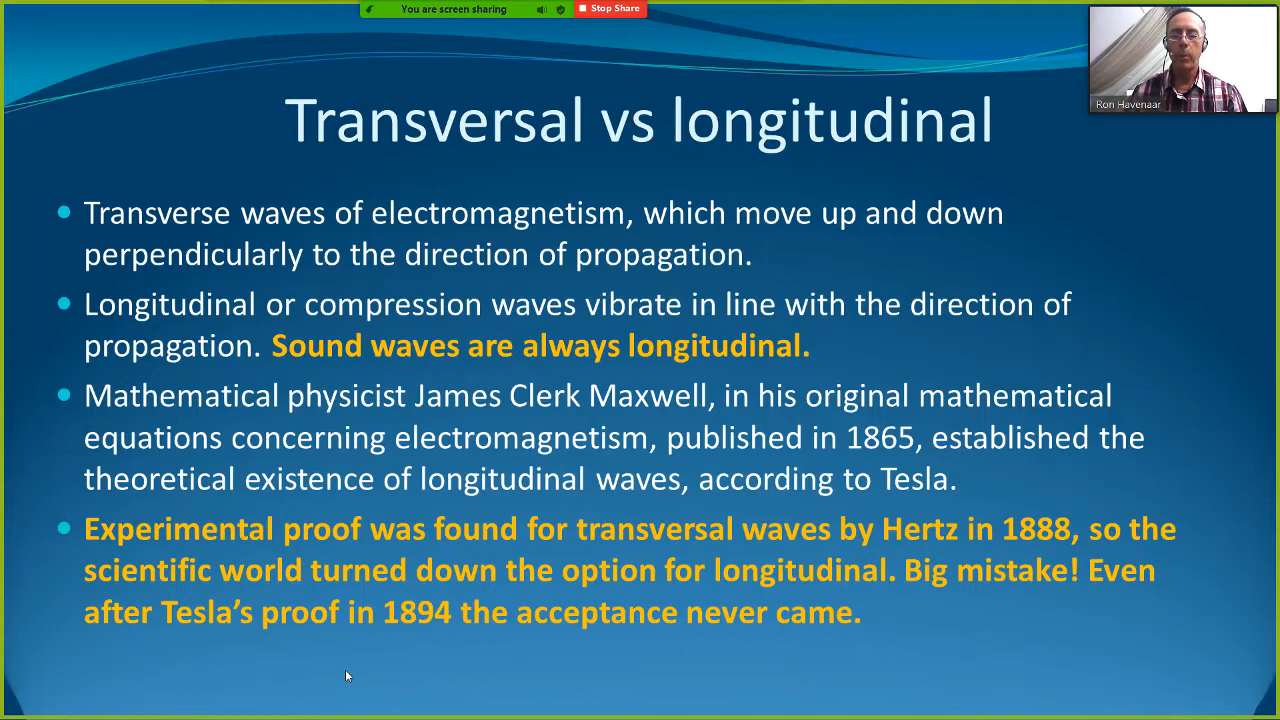 You are screen sharing
Stop Share
Ron Havenaar
Transversal vs longitudinal
Transverse waves of electromagnetism, which move up and down
perpendicularly to the direction of propagation.
Longitudinal or compression waves vibrate in line with the direction of
propagation. Sound waves are always longitudinal.
Mathematical physicist James Clerk Maxwell, in his original mathematical
equations concerning electromagnetism, published in 1865, established the
theoretical existence of longitudinal waves, according to Tesla.
Experimental proof was found for transversal waves by Hertz in 1888, so the
scientific world turned down the option for longitudinal. Big mistake! Even
after Tesla’s proof in 1894 the acceptance never came.